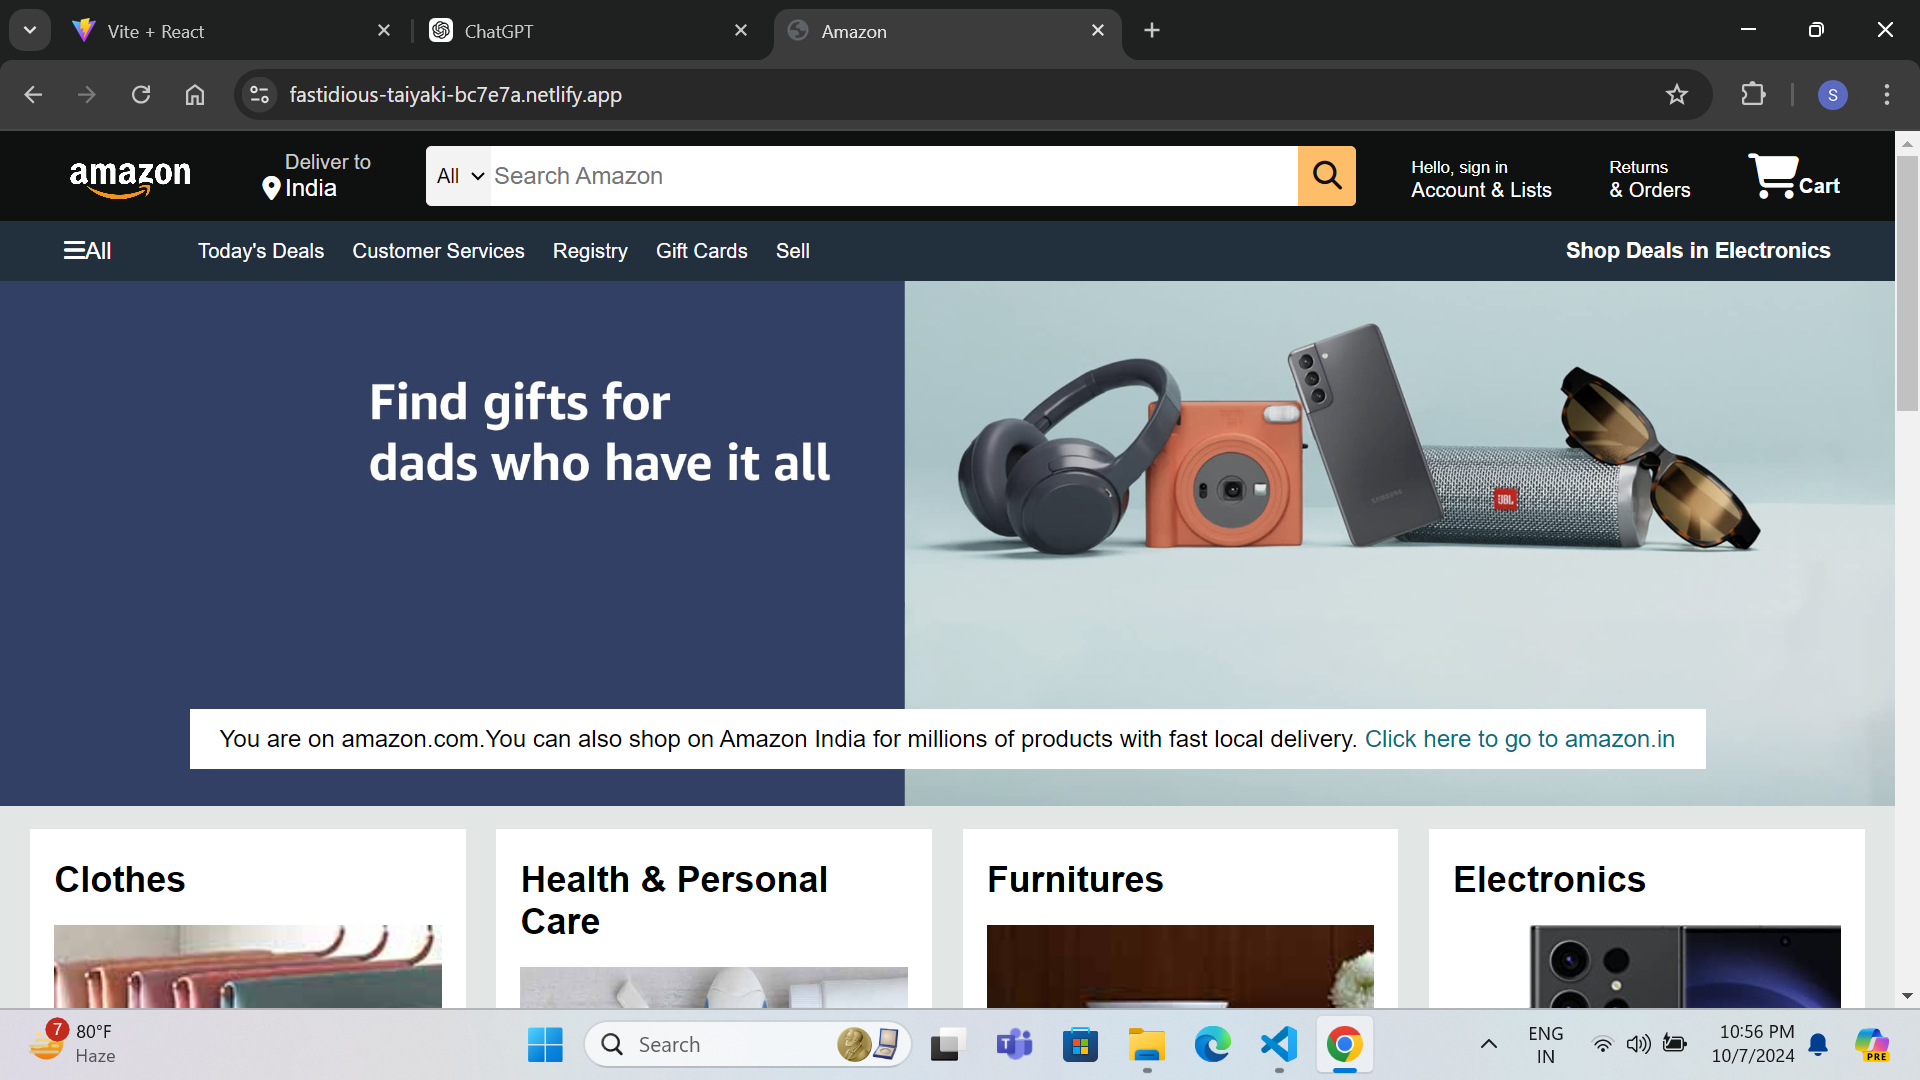 Vite + React
ChatGPT
Amazon
fastidious-taiyaki-bc7e7a.netlify.app
S
amazon
Deliver to
India
All
Search Amazon
Hello, sign in
Account & Lists
Returns
& Orders
Cart
All
Today's Deals
Customer Services
Registry
Gift Cards
Sell
Shop Deals in Electronics
Find gifts for
dads who have it all
SAMSUNG
JBL
You are on amazon.com.You can also shop on Amazon India for millions of products with fast local delivery. Click here to go to amazon.in
Clothes
Health & Personal
Care
Furnitures
Electronics
7
80°F
Haze
Search
T
ENG
IN
10:56 PM
10/7/2024
PRE